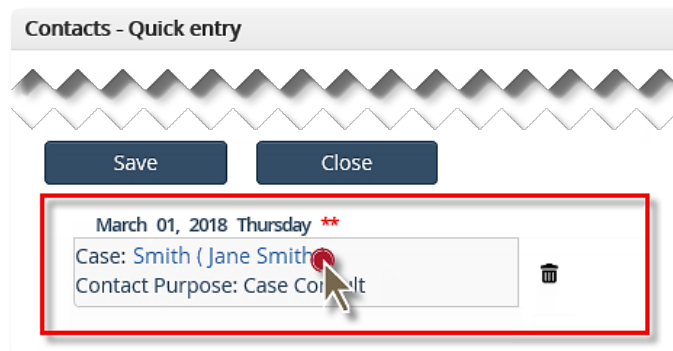 Contacts - Quick entry
Save Close
March 01, 2018 Thursday **
Case: Smith ( Jane Smith
Contact Purpose: Case